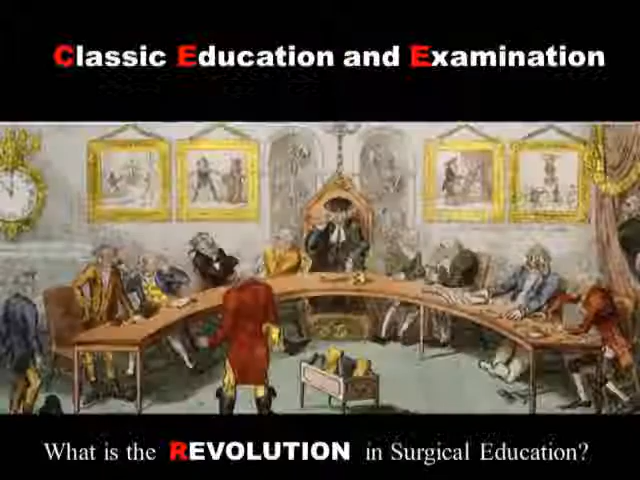 Classic Education and Examination
What is the REVOLUTION in Surgical Education?